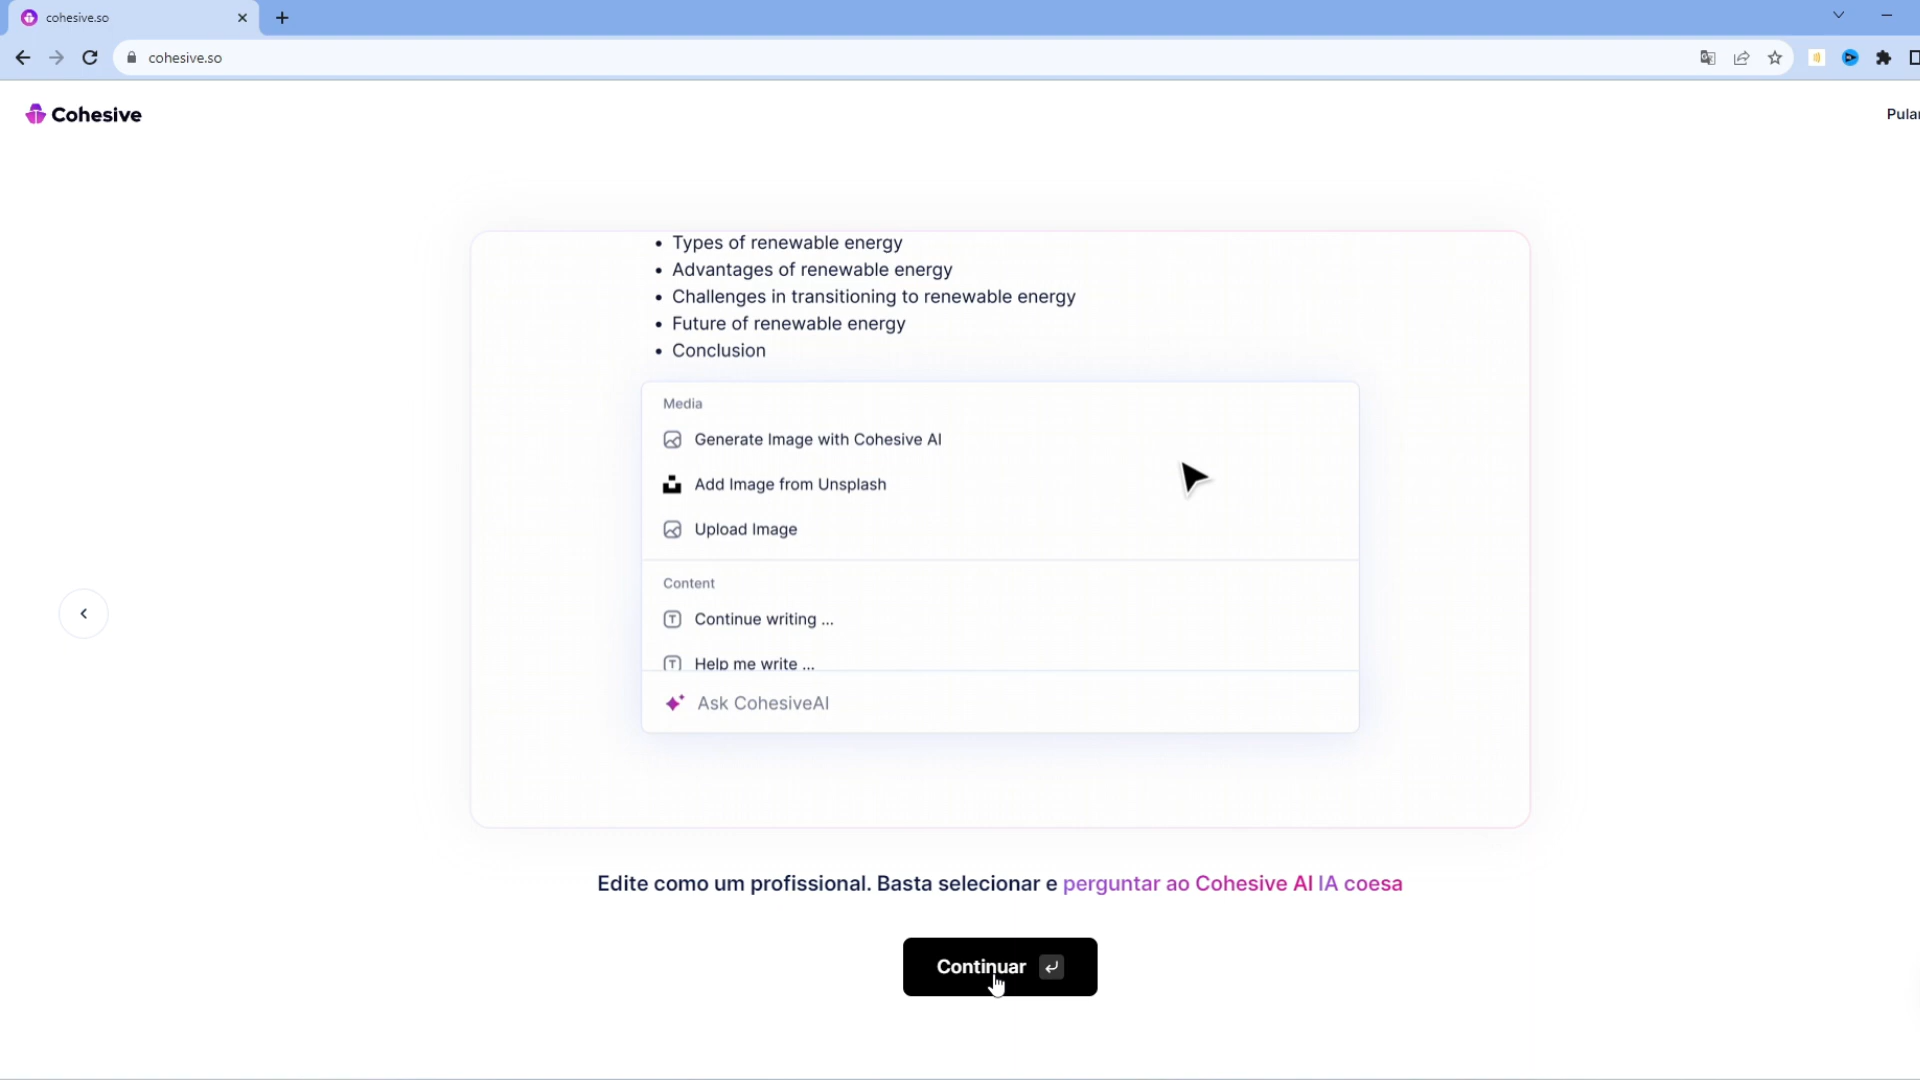 cohesive.so
cohesive.so
Cohesive
Types of renewable energy
Advantages of renewable energy
Challenges in transitioning to renewable energy
Future of renewable energy
Conclusion
Media
Generate Image with Cohesive AI
Add Image from Unsplash
Upload Image
Content
Continue writing ...
Help me write ...
Ask CohesiveAI
Edite como um profissional. Basta selecionar e perguntar ao Cohesive AI IA coesa
Continuar